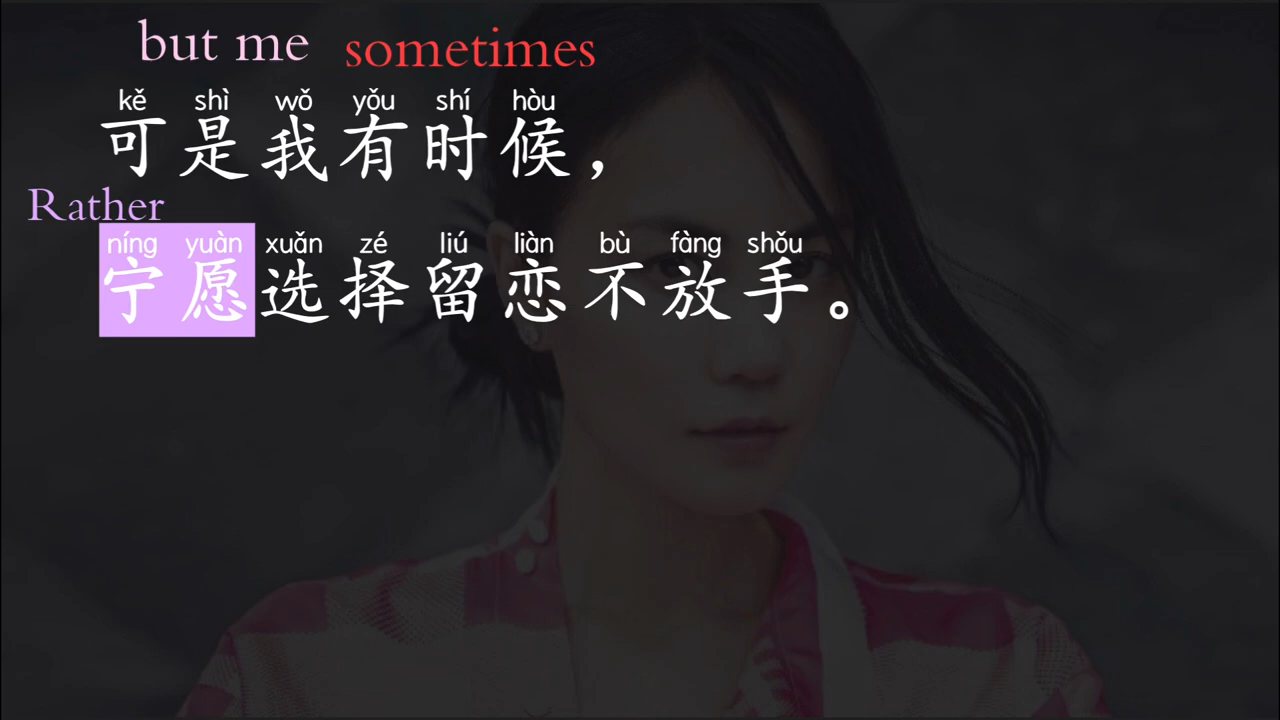 but me sometimes
kě shì wǒ yǒu shí hòu
可是我有时候，
Rather
níng yuàn xuǎn zé liú liàn bù fàng shǒu
宁愿选择留恋不放手。